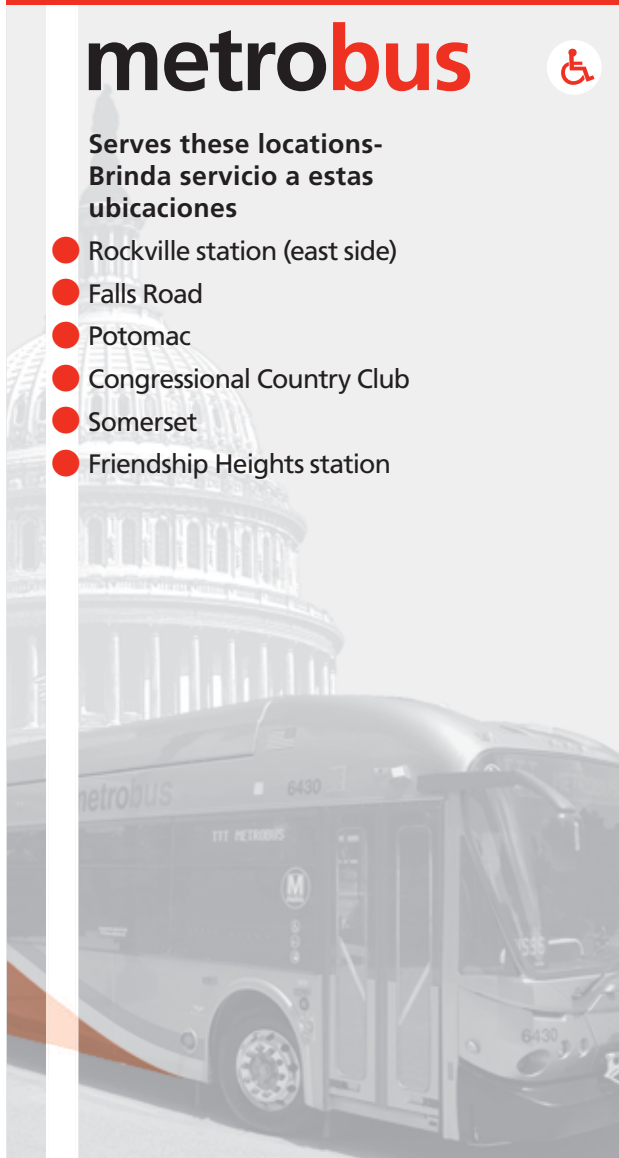 metrobus
Serves these locations-
Brinda servicio a estas
ubicaciones
Rockville station (east side)
Falls Road
Potomac
Congressional Country Club
Somerset
Friendship Heights station
metrobus
6430
TTT METROBUS
M
6430